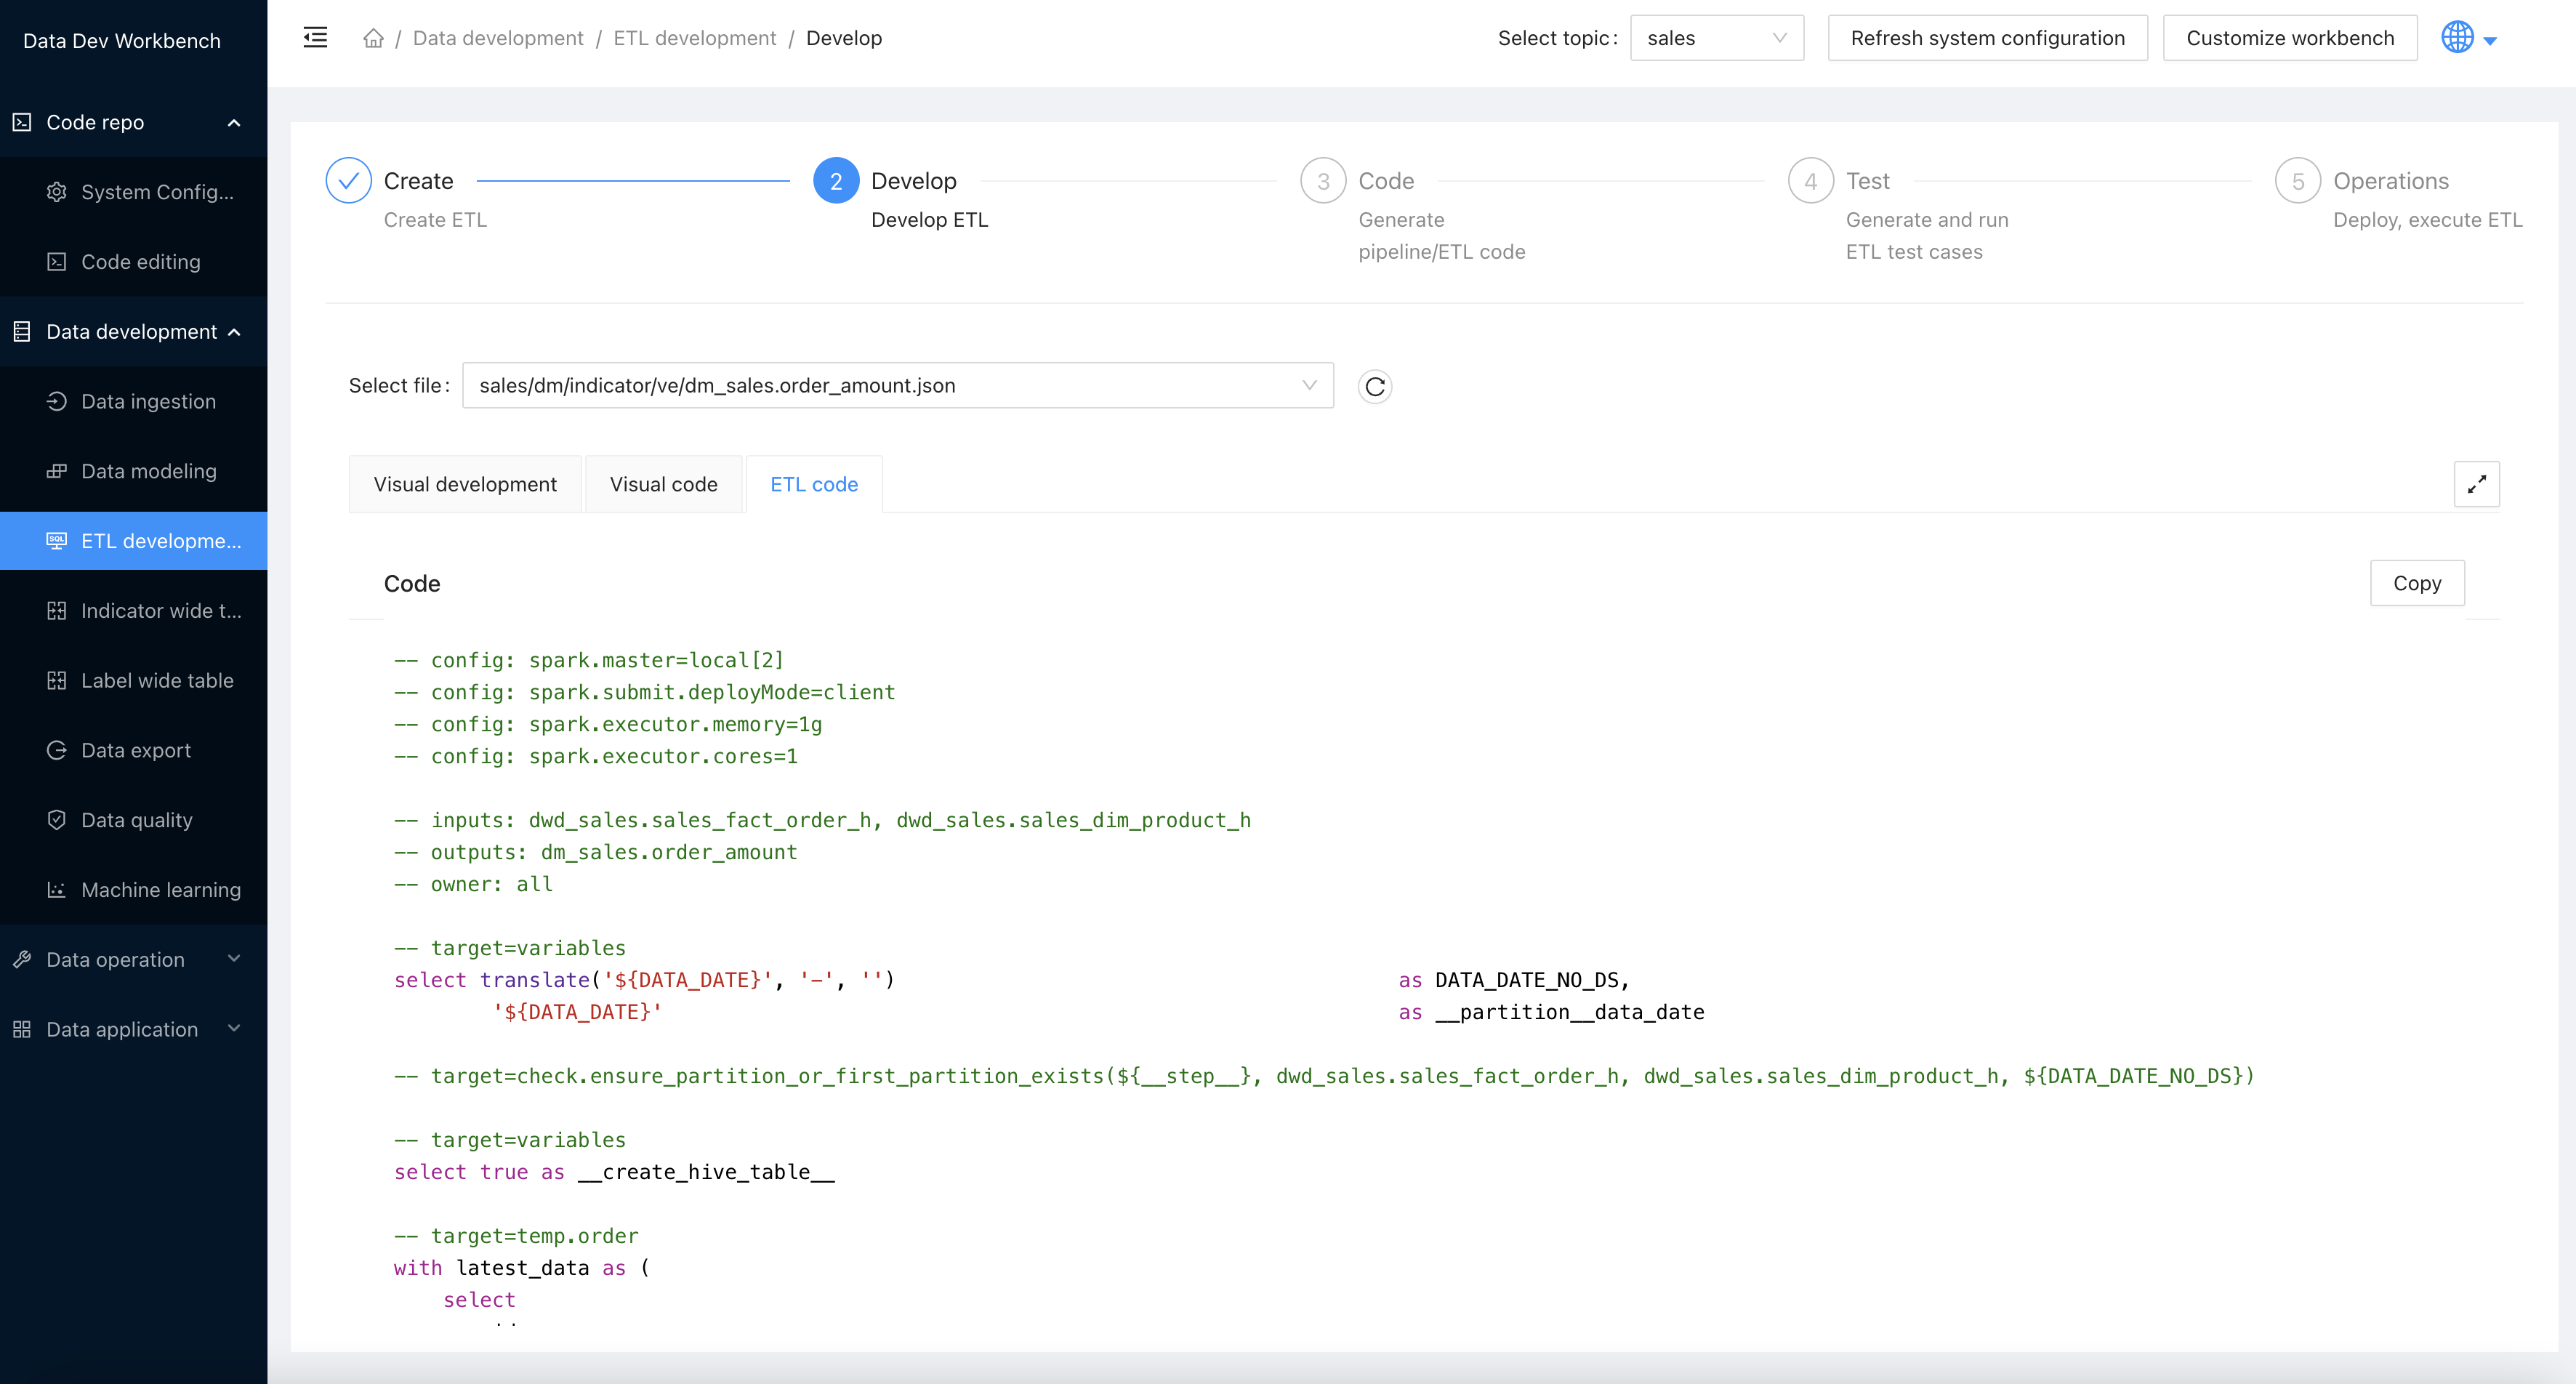 Data Dev Workbench
Code repo
System Config...
Code editing
Data development
Data ingestion
Data modeling
ETL developme...
Indicator wide t...
Label wide table
Data export
Data quality
Machine learning
Data operation
Data application
/ Data development / ETL development / Develop
Select topic: sales
Refresh system configuration
Customize workbench
Create
Create ETL
2 Develop
Develop ETL
3 Code
Generate
pipeline/ETL code
4 Test
Generate and run
ETL test cases
5 Operations
Deploy, execute ETL
Select file: sales/dm/indicator/ve/dm_sales.order_amount.json
Visual development
Visual code
ETL code
Code
Copy
-- config: spark.master=local[2]
-- config: spark.submit.deployMode=client
-- config: spark.executor.memory=1g
-- config: spark.executor.cores=1
-- inputs: dwd_sales.sales_fact_order_h, dwd_sales.sales_dim_product_h
-- outputs: dm_sales.order_amount
-- owner: all
-- target=variables
select translate('${DATA_DATE}', '-', '') as DATA_DATE_NO_DS,
'${DATA_DATE}' as __partition__data_date
-- target=check.ensure_partition_or_first_partition_exists(${__step__}, dwd_sales.sales_fact_order_h, dwd_sales.sales_dim_product_h, ${DATA_DATE_NO_DS})
-- target=variables
select true as __create_hive_table__
-- target=temp.order
with latest_data as (
select